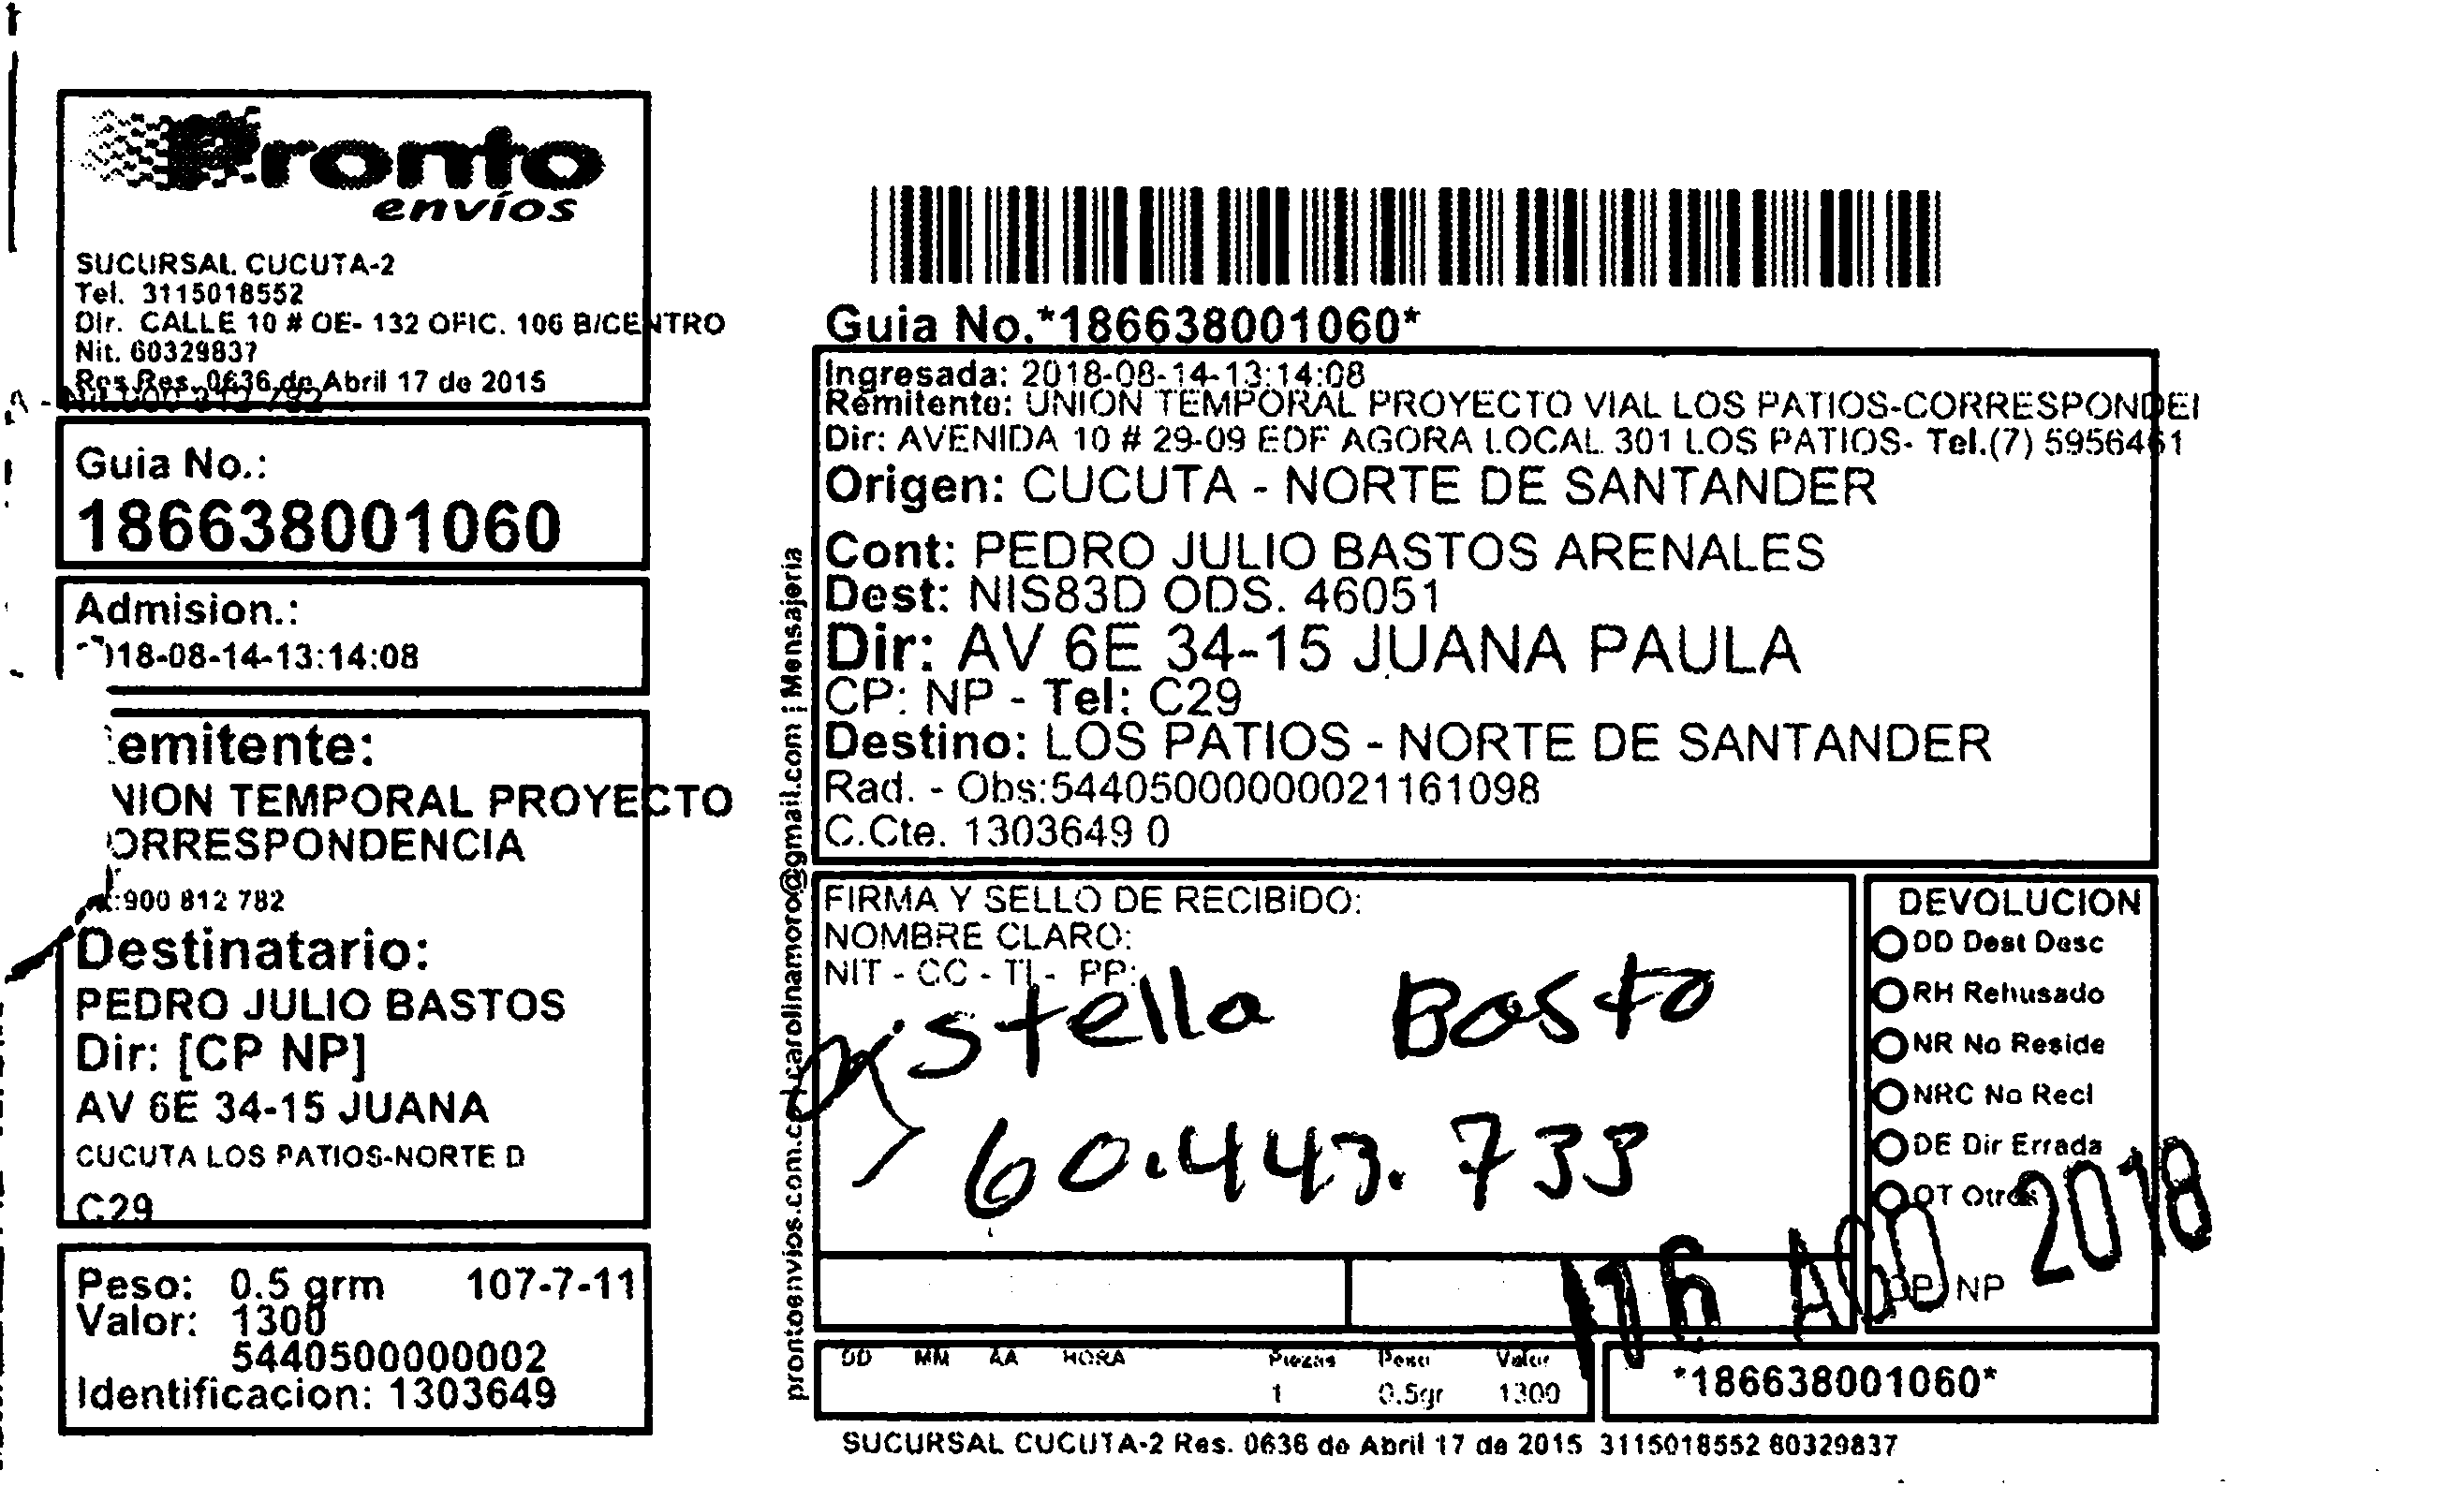 Pronto
envíos
SUCURSAL CUCUTA-2
Tel. 3115018552
Dir. CALLE 10 # OE- 132 OFIC. 106 B/CENTRO
Nit. 60329837
Res Res. 0636 de Abril 17 de 2015
Guia No.:
186638001060
Admision.:
018-08-14-13:14:08
emitente:
NION TEMPORAL PROYECTO
ORRESPONDENCIA
:900 812 782
Destinatario:
PEDRO JULIO BASTOS
Dir: [CP NP]
AV 6E 34-15 JUANA
CUCUTA LOS PATIOS-NORTE D
C29
Peso: 0.5 grm 107-7-11
Valor: 1300
5440500000002
Identificacion: 1303649
prontoenvios.com.co carolinamoro@gmail.com | Mensajeria
Guia No.*186638001060*
Ingresada: 2018-08-14-13:14:08
Remitente: UNION TEMPORAL PROYECTO VIAL LOS PATIOS-CORRESPONDEI
Dir: AVENIDA 10 # 29-09 EDF AGORA LOCAL 301 LOS PATIOS- Tel.(7) 5956461
Origen: CUCUTA - NORTE DE SANTANDER
Cont: PEDRO JULIO BASTOS ARENALES
Dest: NIS83D ODS. 46051
Dir: AV 6E 34-15 JUANA PAULA
CP: NP - Tel: C29
Destino: LOS PATIOS - NORTE DE SANTANDER
Rad. - Obs:544050000000021161098
C.Cte. 1303649 0
FIRMA Y SELLO DE RECIBIDO:
NOMBRE CLARO:
NIT - CC - TI - PP:
stella Basto
60.443.733
DEVOLUCION
DD Dest Desc
RH Rehusado
NR No Reside
NRC No Recl
DE Dir Errada
OT Otros
CP: NP
16 AGO 2018
DD MM AA HORA Piezas Peso Valor
1 0.5gr 1300
*186638001060*
SUCURSAL CUCUTA-2 Res. 0636 de Abril 17 de 2015 3115018552 60329837